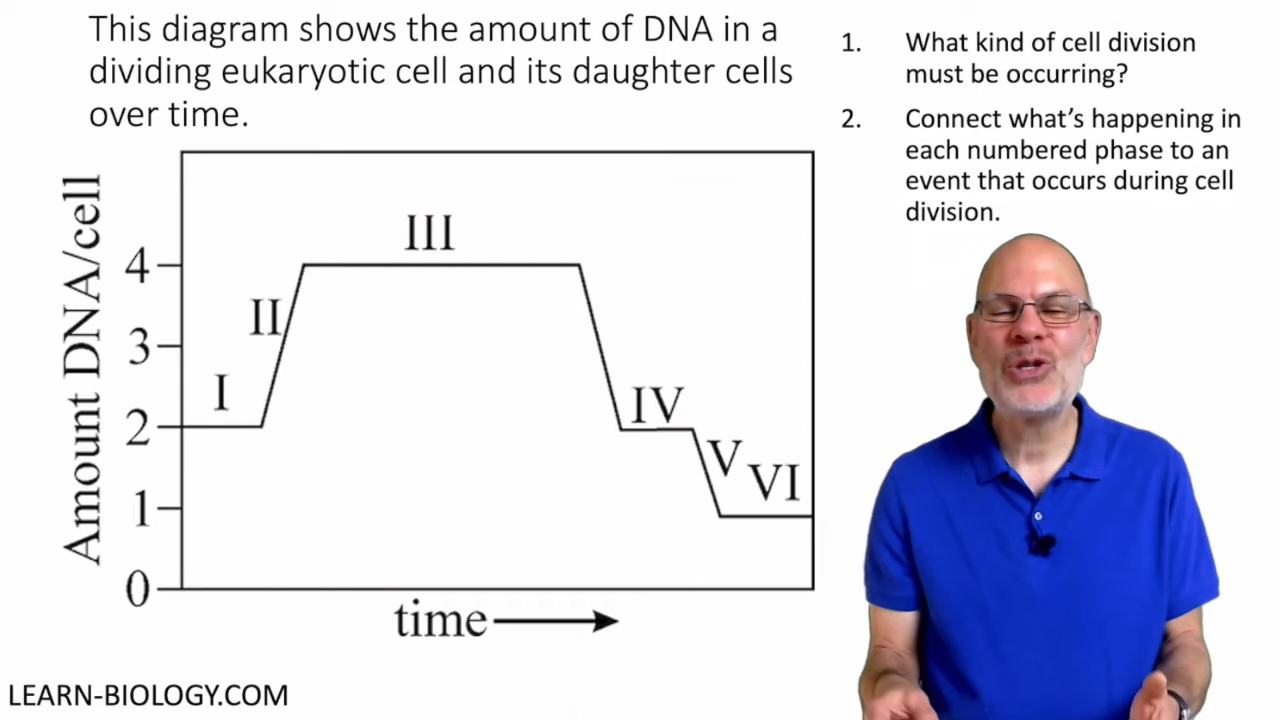 This diagram shows the amount of DNA in a
dividing eukaryotic cell and its daughter cells
over time.
1. What kind of cell division
must be occurring?
2. Connect what’s happening in
each numbered phase to an
event that occurs during cell
division.
Amount DNA/cell
4
3
2
1
0
I
II
III
IV
V
VI
time
LEARN-BIOLOGY.COM